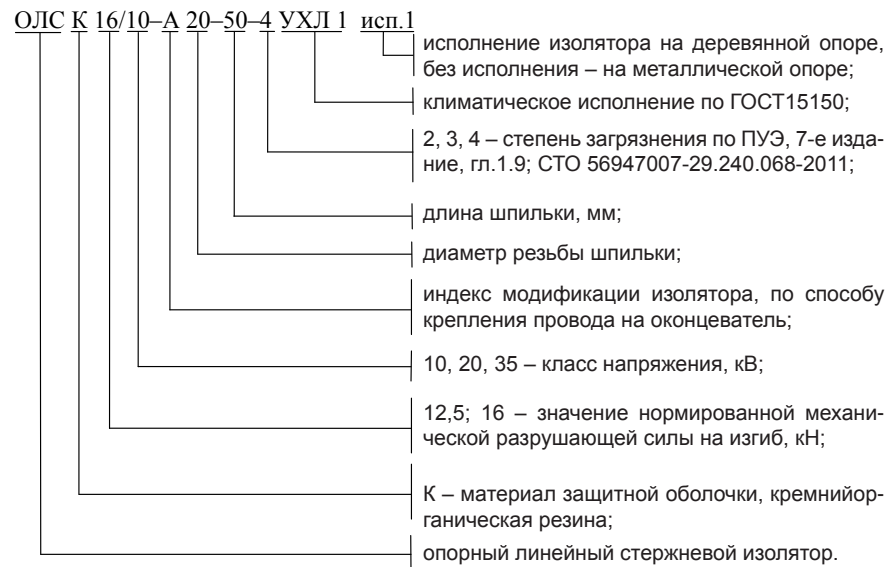 ОЛС К 16/10–А 20–50–4 УХЛ 1 исп.1
исполнение изолятора на деревянной опоре,
без исполнения – на металлической опоре;
климатическое исполнение по ГОСТ15150;
2, 3, 4 – степень загрязнения по ПУЭ, 7-е изда-
ние, гл.1.9; СТО 56947007-29.240.068-2011;
длина шпильки, мм;
диаметр резьбы шпильки;
индекс модификации изолятора, по способу
крепления провода на оконцеватель;
10, 20, 35 – класс напряжения, кВ;
12,5; 16 – значение нормированной механи-
ческой разрушающей силы на изгиб, кН;
К – материал защитной оболочки, кремнийор-
ганическая резина;
опорный линейный стержневой изолятор.